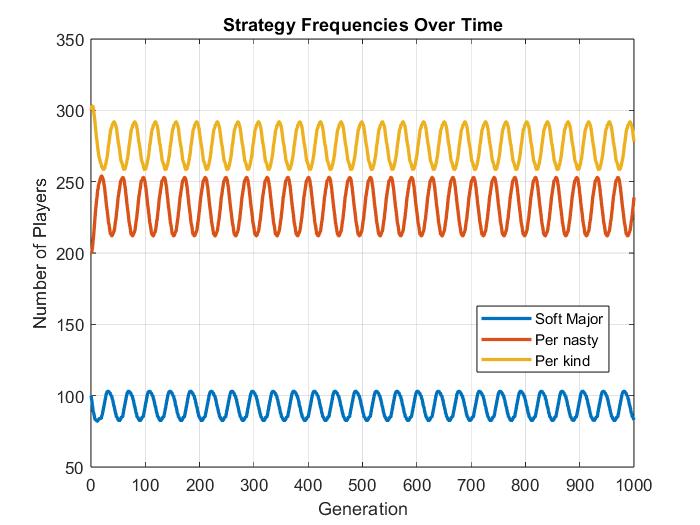 Strategy Frequencies Over Time
350
300
250
200
150
100
50
Number of Players
Soft Major
Per nasty
Per kind
0 100 200 300 400 500 600 700 800 900 1000
Generation